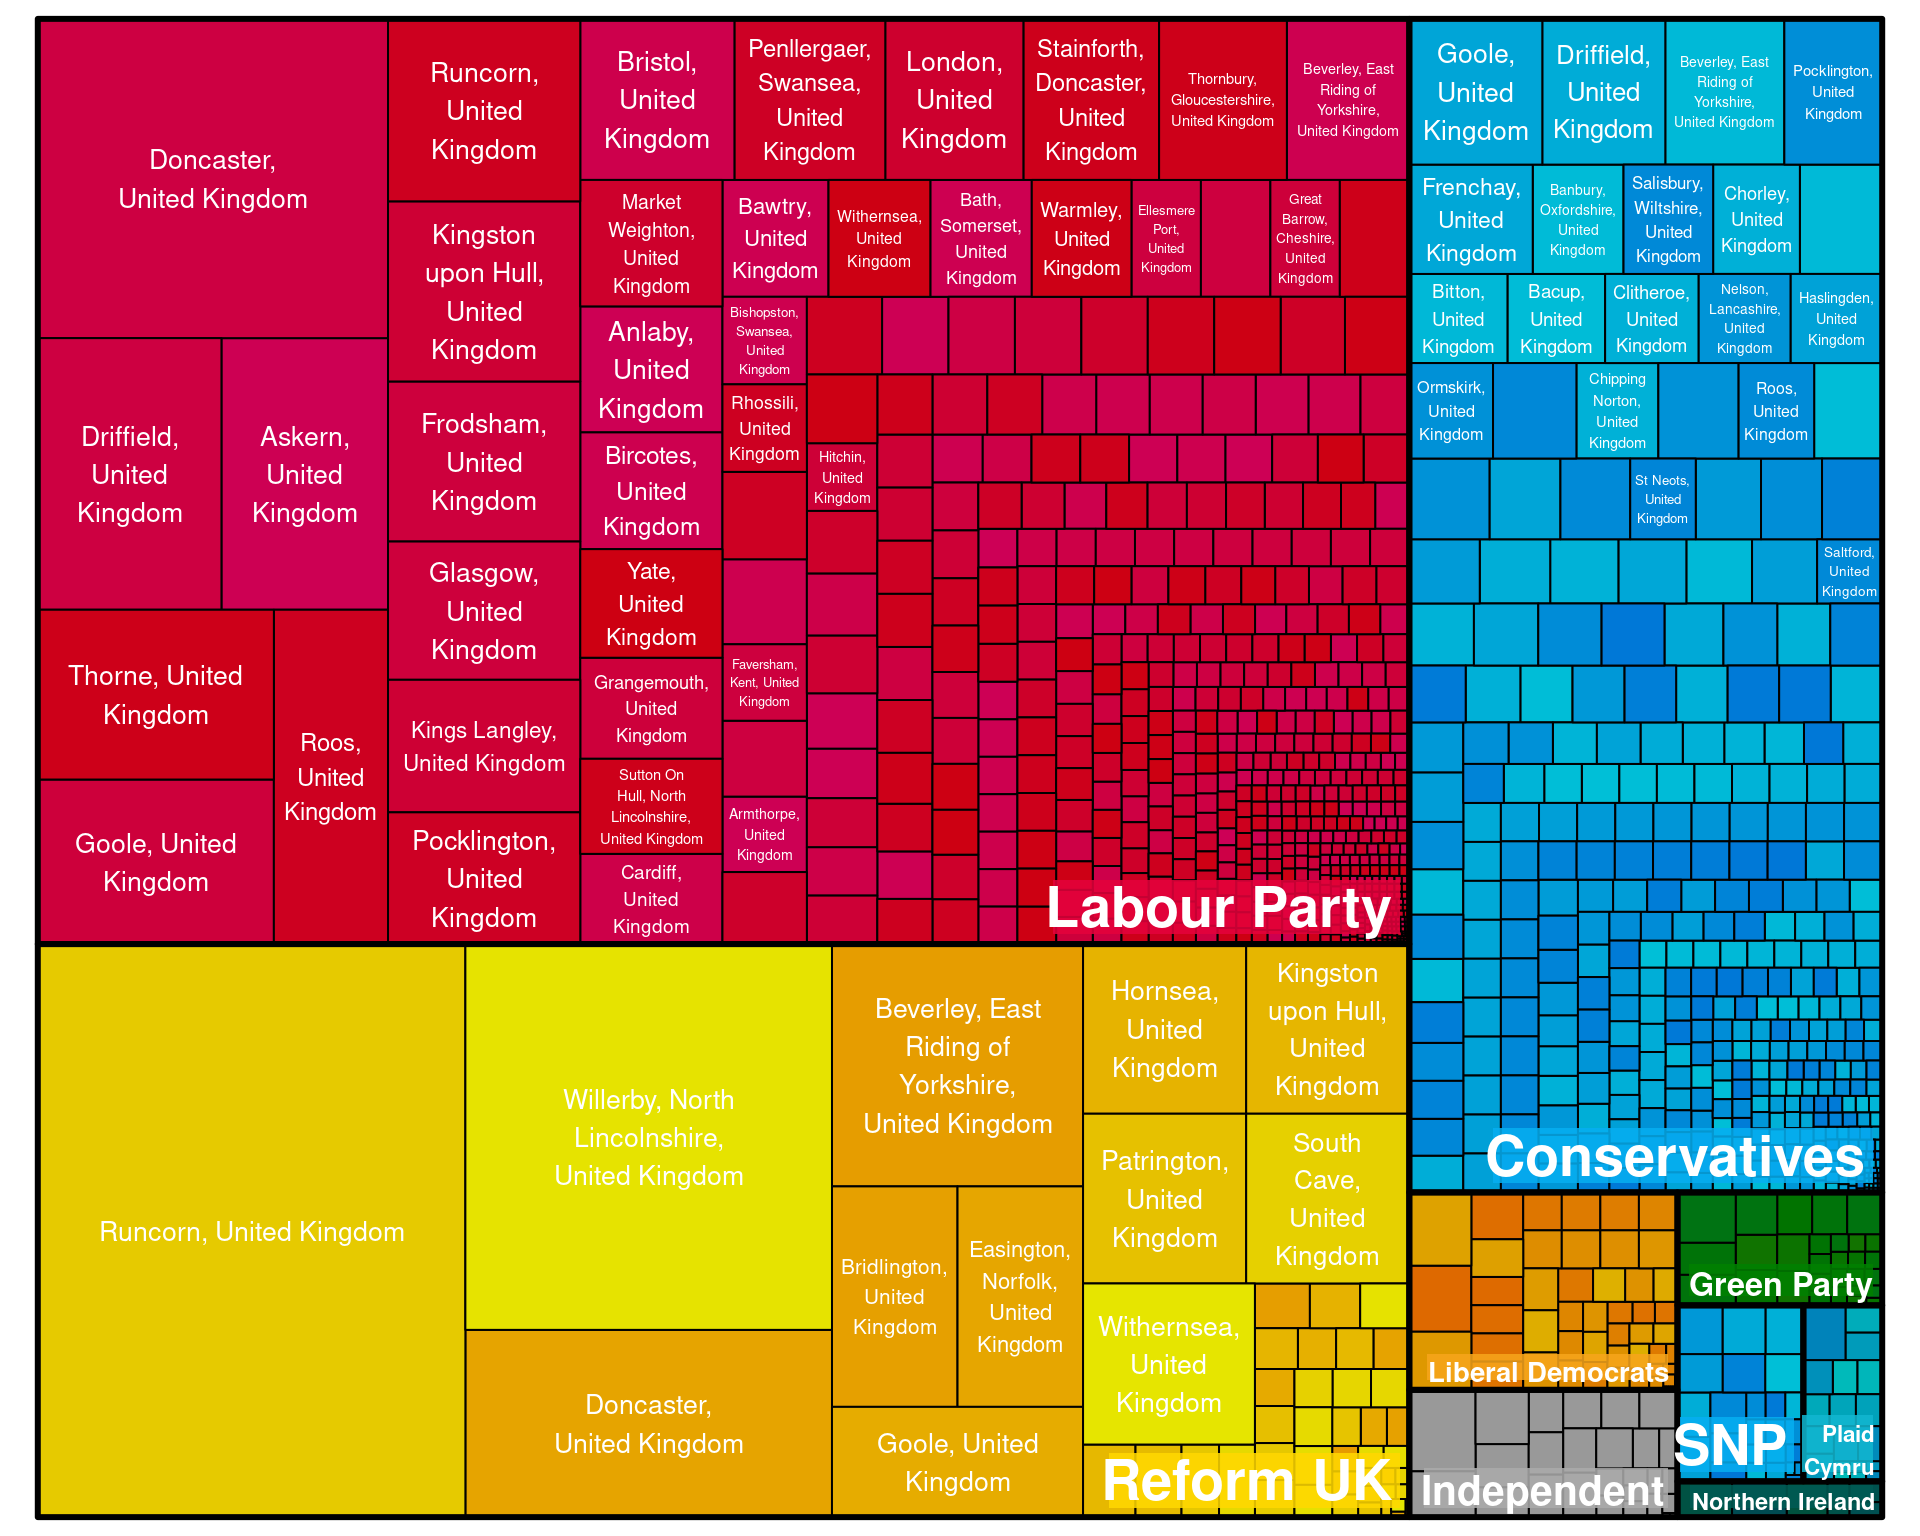 Doncaster,
United Kingdom
Driffield,
United
Kingdom
Askern,
United
Kingdom
Thorne, United
Kingdom
Goole, United
Kingdom
Roos,
United
Kingdom
Runcorn,
United
Kingdom
Kingston
upon Hull,
United
Kingdom
Frodsham,
United
Kingdom
Glasgow,
United
Kingdom
Kings Langley,
United Kingdom
Pocklington,
United
Kingdom
Bristol,
United
Kingdom
Penllergaer,
Swansea,
United
Kingdom
London,
United
Kingdom
Stainforth,
Doncaster,
United
Kingdom
Thornbury,
Gloucestershire,
United Kingdom
Beverley, East
Riding of
Yorkshire,
United Kingdom
Market
Weighton,
United
Kingdom
Anlaby,
United
Kingdom
Bircotes,
United
Kingdom
Yate,
United
Kingdom
Grangemouth,
United
Kingdom
Sutton On
Hull, North
Lincolnshire,
United Kingdom
Cardiff,
United
Kingdom
Bawtry,
United
Kingdom
Withernsea,
United
Kingdom
Bath,
Somerset,
United
Kingdom
Warmley,
United
Kingdom
Ellesmere
Port,
United
Kingdom
Great
Barrow,
Cheshire,
United
Kingdom
Bishopston,
Swansea,
United
Kingdom
Rhossili,
United
Kingdom
Hitchin,
United
Kingdom
Faversham,
Kent, United
Kingdom
Armthorpe,
United
Kingdom
Labour Party
Goole,
United
Kingdom
Driffield,
United
Kingdom
Beverley, East
Riding of
Yorkshire,
United Kingdom
Pocklington,
United
Kingdom
Frenchay,
United
Kingdom
Banbury,
Oxfordshire,
United
Kingdom
Salisbury,
Wiltshire,
United
Kingdom
Chorley,
United
Kingdom
Bitton,
United
Kingdom
Bacup,
United
Kingdom
Clitheroe,
United
Kingdom
Nelson,
Lancashire,
United
Kingdom
Haslingden,
United
Kingdom
Ormskirk,
United
Kingdom
Chipping
Norton,
United
Kingdom
Roos,
United
Kingdom
St Neots,
United
Kingdom
Saltford,
United
Kingdom
Conservatives
Runcorn, United Kingdom
Willerby, North
Lincolnshire,
United Kingdom
Doncaster,
United Kingdom
Beverley, East
Riding of
Yorkshire,
United Kingdom
Bridlington,
United
Kingdom
Easington,
Norfolk,
United
Kingdom
Goole, United
Kingdom
Hornsea,
United
Kingdom
Kingston
upon Hull,
United
Kingdom
Patrington,
United
Kingdom
South
Cave,
United
Kingdom
Withernsea,
United
Kingdom
Reform UK
Liberal Democrats
Green Party
Independent
SNP
Plaid
Cymru
Northern Ireland